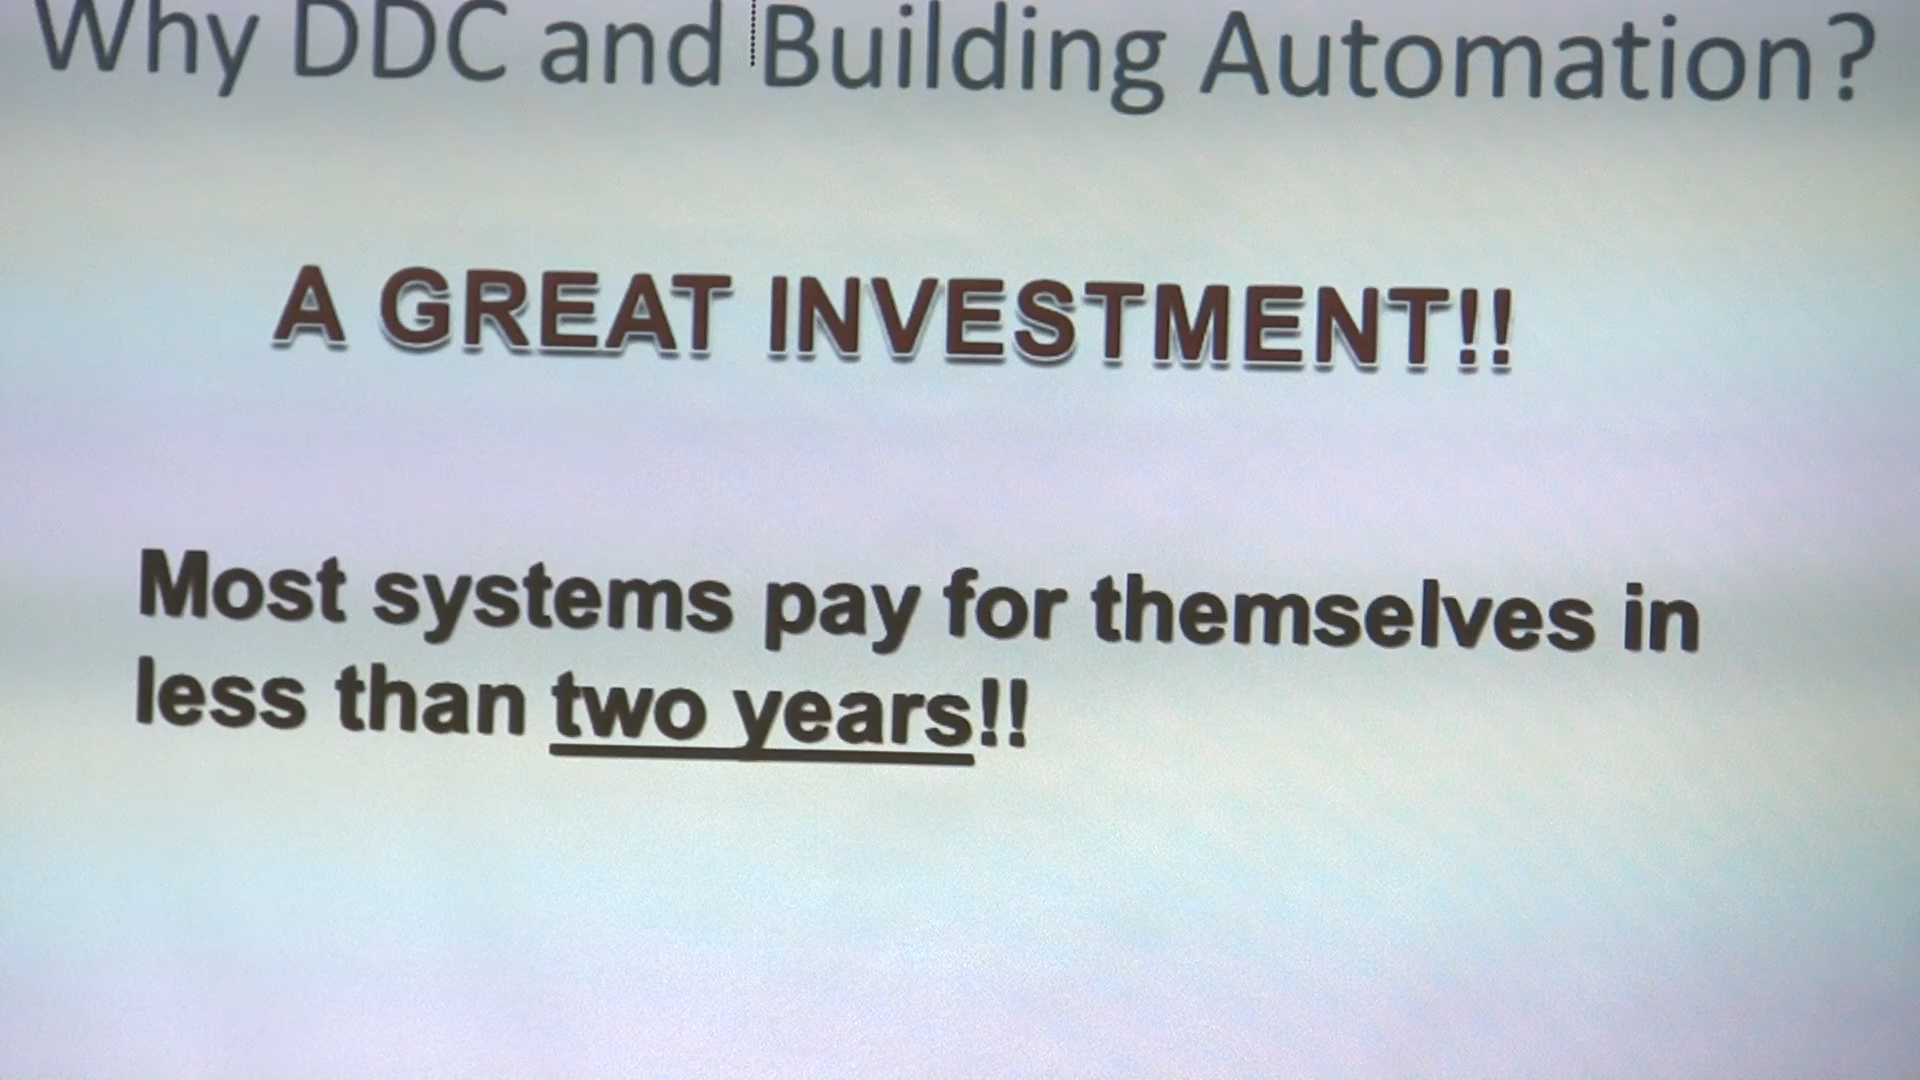 Why DDC and Building Automation?
A GREAT INVESTMENT!!
Most systems pay for themselves in
less than two years!!